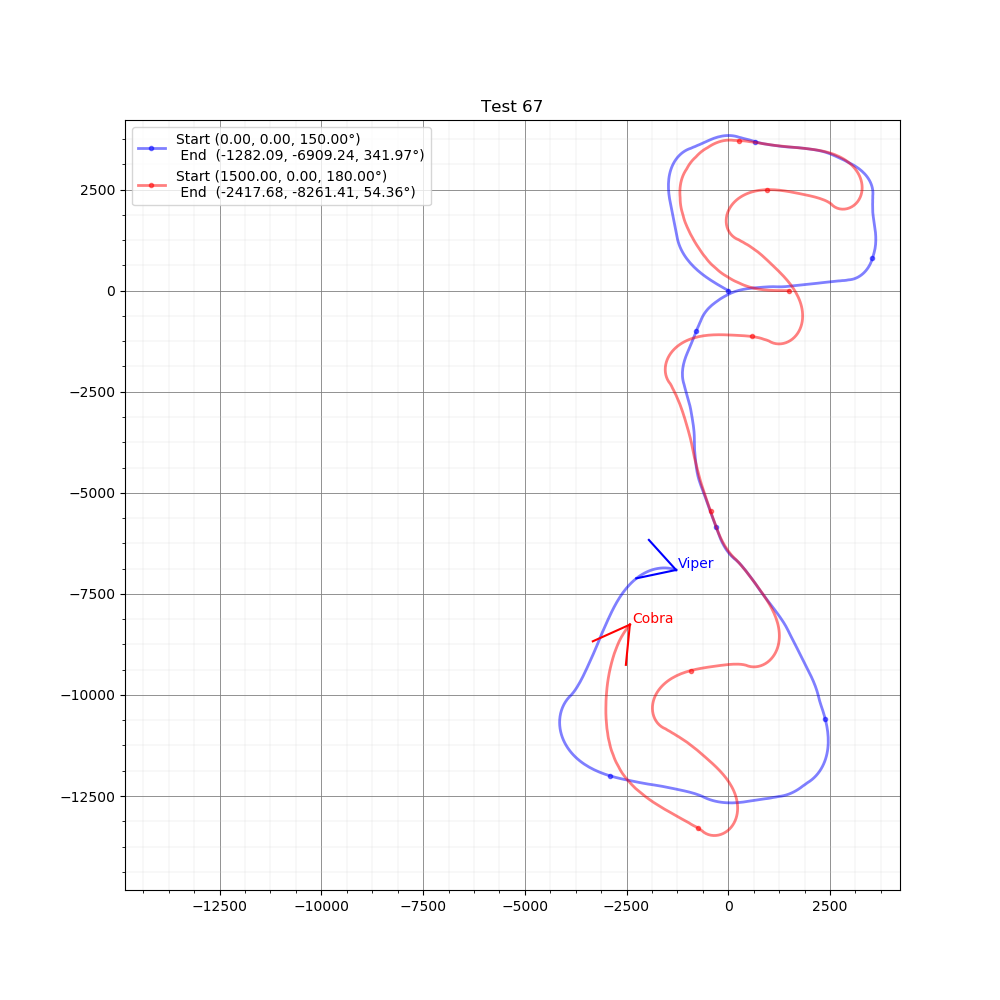 Test 67
Start (0.00, 0.00, 150.00°)
End  (-1282.09, -6909.24, 341.97°)
Start (1500.00, 0.00, 180.00°)
End  (-2417.68, -8261.41, 54.36°)
2500
0
−2500
−5000
−7500
−10000
−12500
Viper
Cobra
−12500 −10000 −7500 −5000 −2500 0 2500